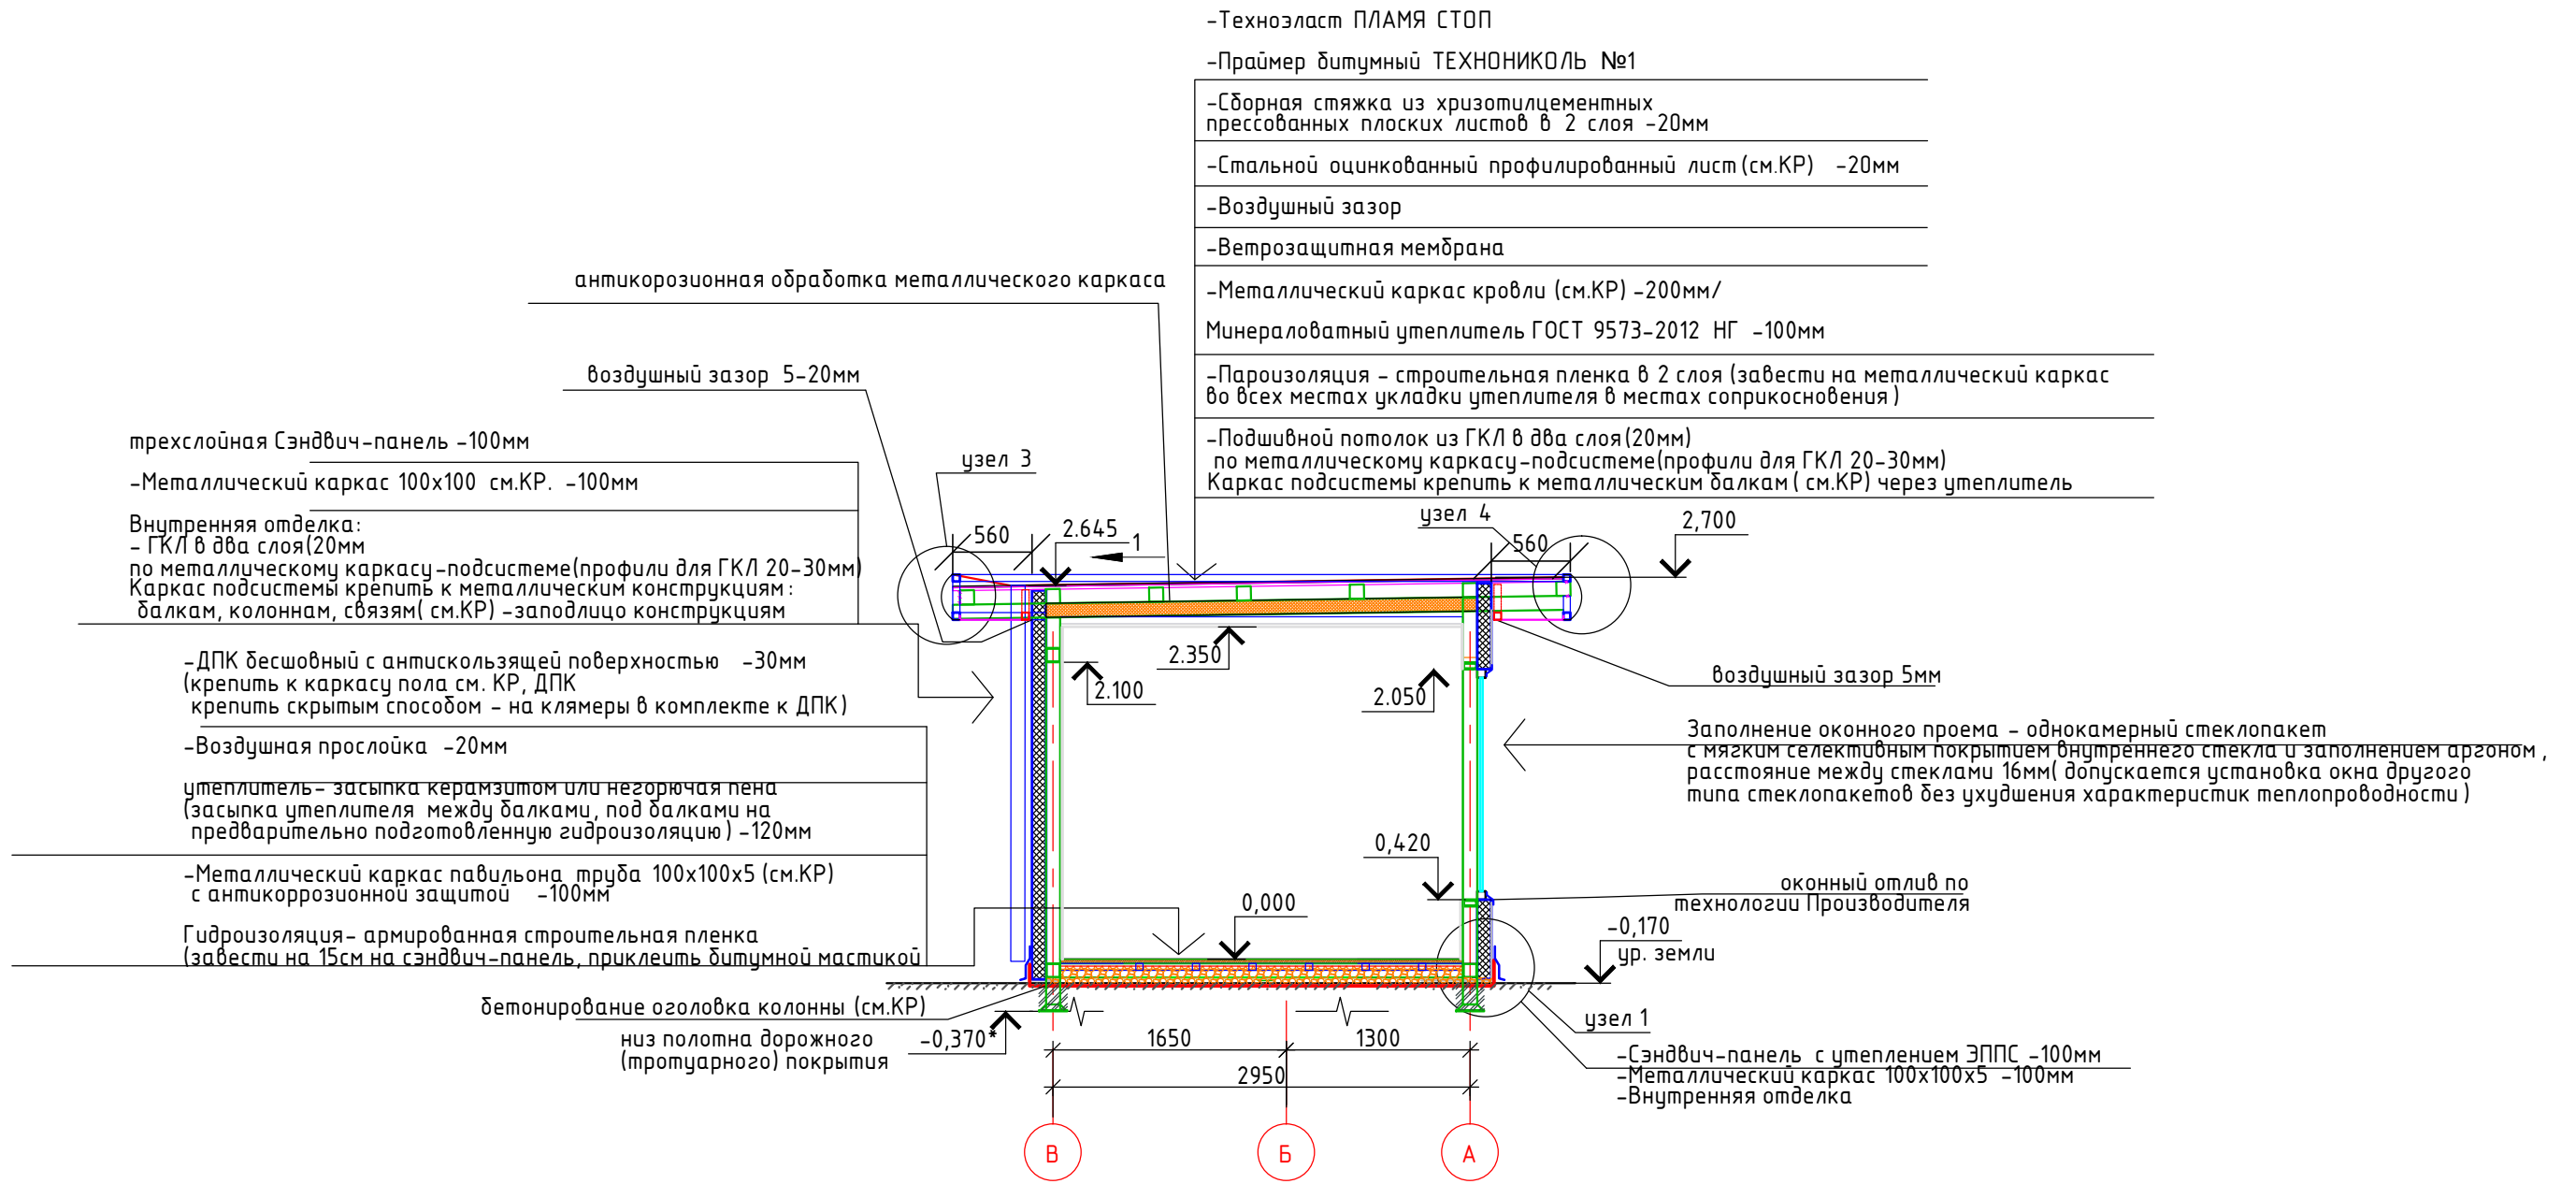 -Техноэласт ПЛАМЯ СТОП
-Праймер битумный ТЕХНОНИКОЛЬ №1
-Сборная стяжка из хризотилцементных
прессованных плоских листов в 2 слоя -20мм
-Стальной оцинкованный профилированный лист(см.КР) -20мм
-Воздушный зазор
-Ветрозащитная мембрана
-Металлический каркас кровли (см.КР) -200мм/
Минераловатный утеплитель ГОСТ 9573-2012 НГ -100мм
-Пароизоляция - строительная пленка в 2 слоя (завести на металлический каркас
во всех местах укладки утеплителя в местах соприкосновения)
-Подшивной потолок из ГКЛ в два слоя(20мм)
по металлическому каркасу-подсистеме(профили для ГКЛ 20-30мм)
Каркас подсистемы крепить к металлическим балкам( см.КР) через утеплитель
антикорозионная обработка металлического каркаса
воздушный зазор 5-20мм
трехслойная Сэндвич-панель -100мм
-Металлический каркас 100х100 см.КР. -100мм
Внутренняя отделка:
- ГКЛ в два слоя(20мм
по металлическому каркасу-подсистеме(профили для ГКЛ 20-30мм)
Каркас подсистемы крепить к металлическим конструкциям:
балкам, колоннам, связям( см.КР) -заподлицо конструкциям
узел 3
узел 4
560
2.645
1
560
2,700
2.350
2.100
2.050
воздушный зазор 5мм
-ДПК бесшовный с антискользящей поверхностью -30мм
(крепить к каркасу пола см. КР, ДПК
крепить скрытым способом - на клямеры в комплекте к ДПК)
-Воздушная прослойка -20мм
утеплитель- засыпка керамзитом или негорючая пена
(засыпка утеплителя между балками, под балками на
предварительно подготовленную гидроизоляцию) -120мм
-Металлический каркас павильона труба 100х100х5 (см.КР)
с антикоррозионной защитой -100мм
Гидроизоляция- армированная строительная пленка
(завести на 15см на сэндвич-панель, приклеить битумной мастикой
Заполнение оконного проема - однокамерный стеклопакет
с мягким селективным покрытием внутреннего стекла и заполнением аргоном,
расстояние между стеклами 16мм( допускается установка окна другого
типа стеклопакетов без ухудшения характеристик теплопроводности)
0,420
оконный отлив по
технологии Производителя
0,000
-0,170
ур. земли
бетонирование оголовка колонны (см.КР)
низ полотна дорожного
(тротуарного) покрытия
-0,370*
1650
1300
2950
узел 1
-Сэндвич-панель с утеплением ЭППС -100мм
-Металлический каркас 100х100х5 -100мм
-Внутренняя отделка
В
Б
А